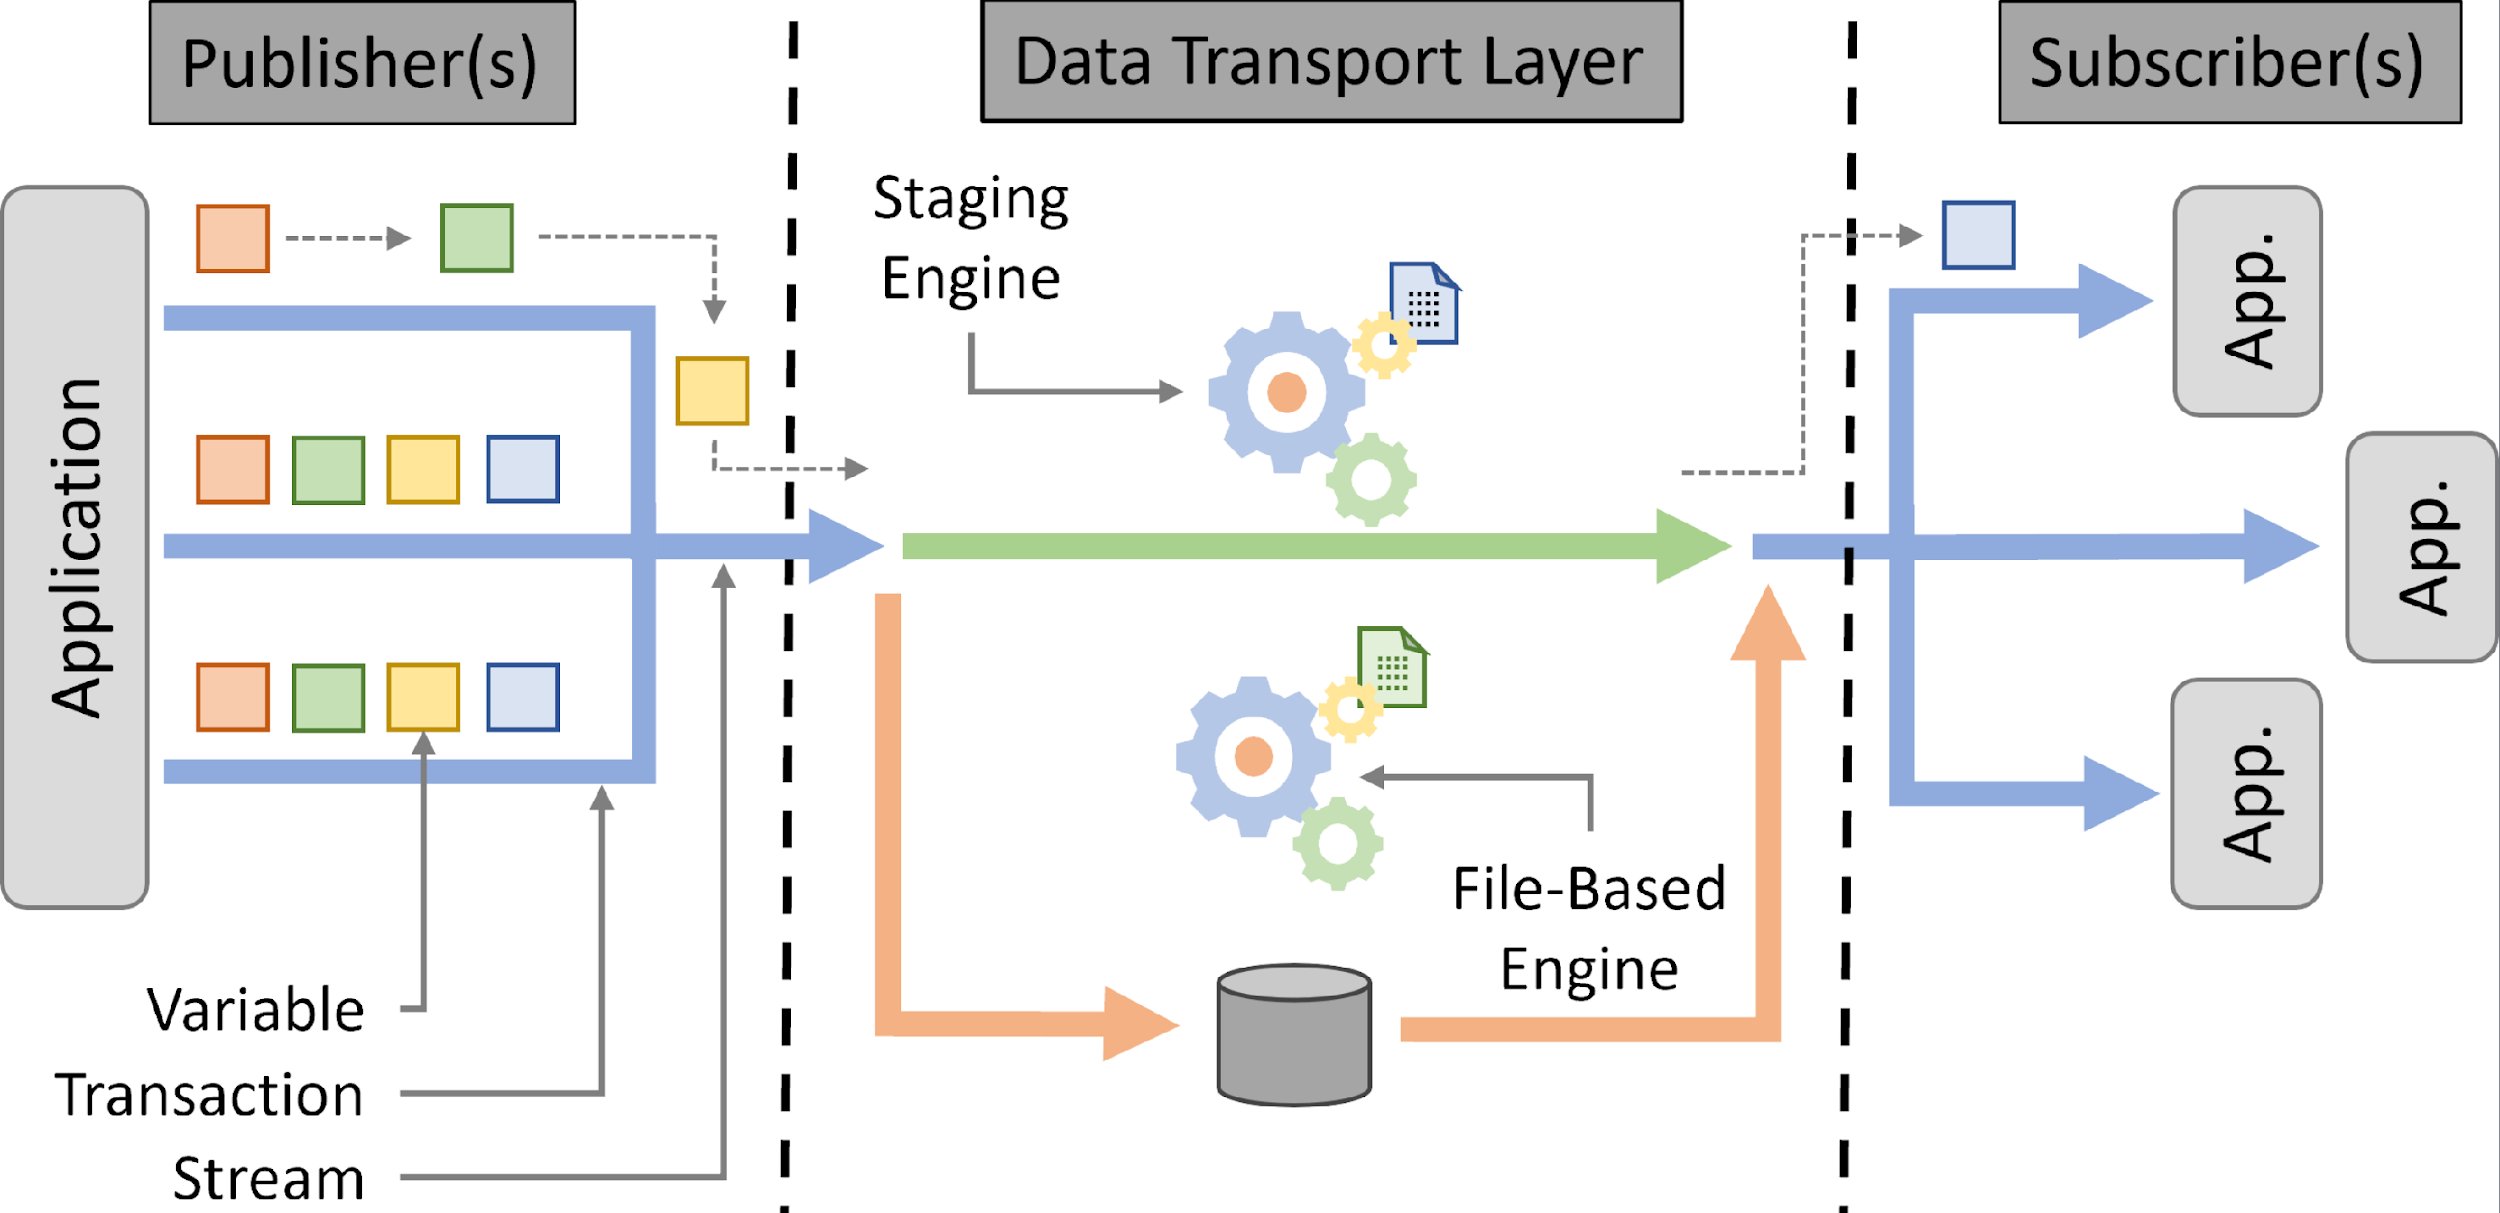 Publisher(s)
Data Transport Layer
Subscriber(s)
Application
Staging
Engine
File-Based
Engine
Variable
Transaction
Stream
App.
App.
App.